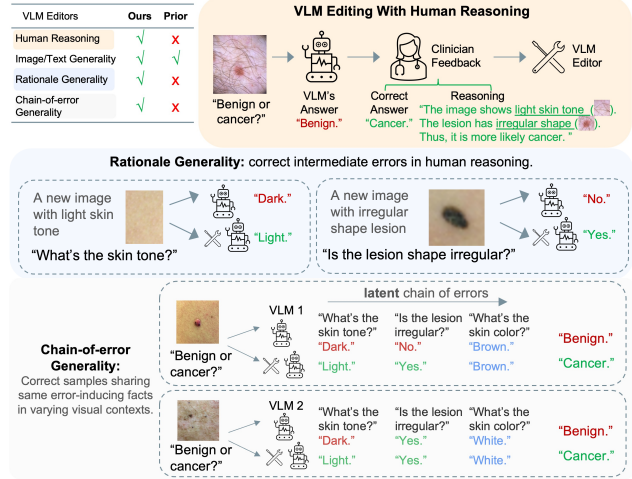 VLM Editors Ours Prior
Human Reasoning √ X
Image/Text Generality √ √
Rationale Generality √ X
Chain-of-error
Generality √ X
VLM Editing With Human Reasoning
"Benign or
cancer?"
VLM's
Answer
"Benign."
Clinician
Feedback
Correct
Answer
"Cancer."
Reasoning
"The image shows light skin tone ( ).
The lesion has irregular shape ( ).
Thus, it is more likely cancer. "
VLM
Editor
Rationale Generality: correct intermediate errors in human reasoning.
A new image
with light skin
tone
"What's the skin tone?"
"Dark."
"Light."
A new image
with irregular
shape lesion
"Is the lesion shape irregular?"
"No."
"Yes."
Chain-of-error
Generality:
Correct samples sharing
same error-inducing facts
in varying visual contexts.
latent chain of errors
"Benign or
cancer?"
VLM 1
"What's the "Is the lesion "What's the
skin tone?" irregular?" skin color?"
"Dark." "No." "Brown." "Benign."
"Light." "Yes." "Brown." "Cancer."
"Benign or
cancer?"
VLM 2
"What's the "Is the lesion "What's the
skin tone?" irregular?" skin color?"
"Dark." "Yes." "White." "Benign."
"Light." "Yes." "White." "Cancer."